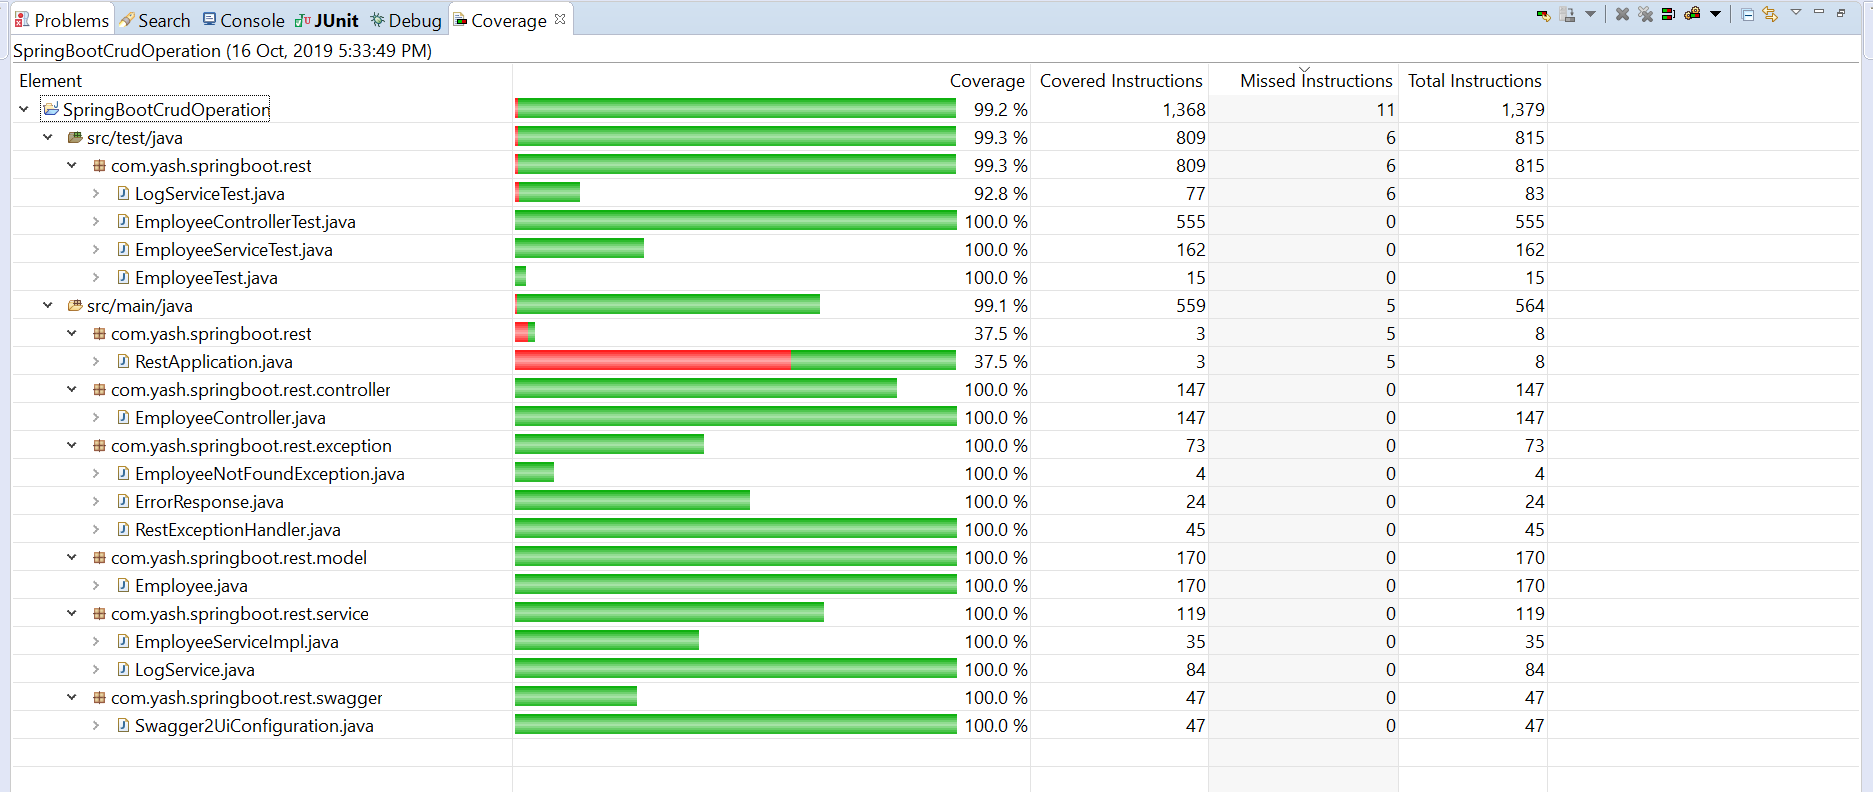 Problems Search Console JUnit Debug Coverage
SpringBootCrudOperation (16 Oct, 2019 5:33:49 PM)
Element Coverage Covered Instructions Missed Instructions Total Instructions
SpringBootCrudOperation 99.2 % 1,368 11 1,379
src/test/java 99.3 % 809 6 815
com.yash.springboot.rest 99.3 % 809 6 815
LogServiceTest.java 92.8 % 77 6 83
EmployeeControllerTest.java 100.0 % 555 0 555
EmployeeServiceTest.java 100.0 % 162 0 162
EmployeeTest.java 100.0 % 15 0 15
src/main/java 99.1 % 559 5 564
com.yash.springboot.rest 37.5 % 3 5 8
RestApplication.java 37.5 % 3 5 8
com.yash.springboot.rest.controller 100.0 % 147 0 147
EmployeeController.java 100.0 % 147 0 147
com.yash.springboot.rest.exception 100.0 % 73 0 73
EmployeeNotFoundException.java 100.0 % 4 0 4
ErrorResponse.java 100.0 % 24 0 24
RestExceptionHandler.java 100.0 % 45 0 45
com.yash.springboot.rest.model 100.0 % 170 0 170
Employee.java 100.0 % 170 0 170
com.yash.springboot.rest.service 100.0 % 119 0 119
EmployeeServiceImpl.java 100.0 % 35 0 35
LogService.java 100.0 % 84 0 84
com.yash.springboot.rest.swagger 100.0 % 47 0 47
Swagger2UiConfiguration.java 100.0 % 47 0 47